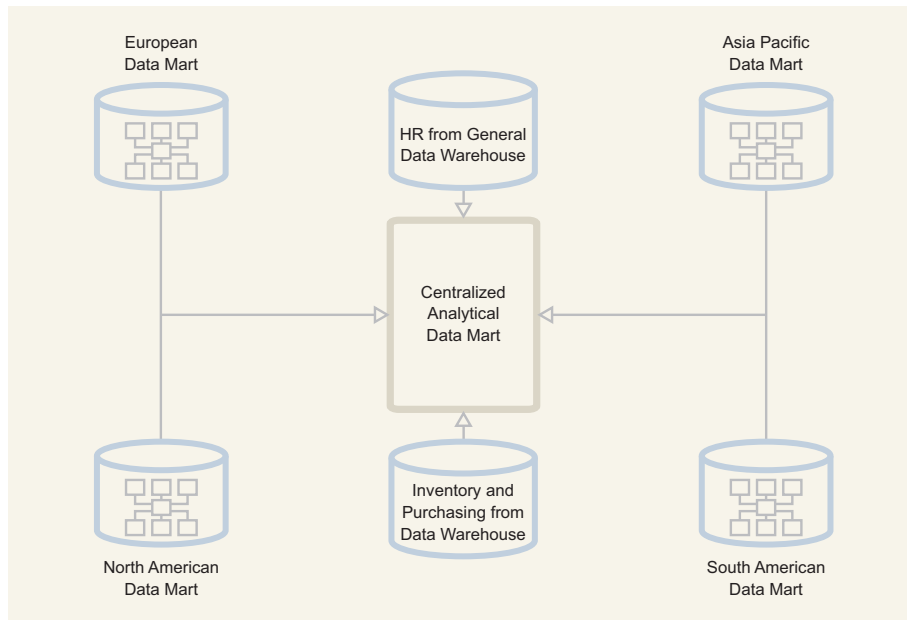 European
Data Mart
HR from General
Data Warehouse
Asia Pacific
Data Mart
Centralized
Analytical
Data Mart
North American
Data Mart
Inventory and
Purchasing from
Data Warehouse
South American
Data Mart